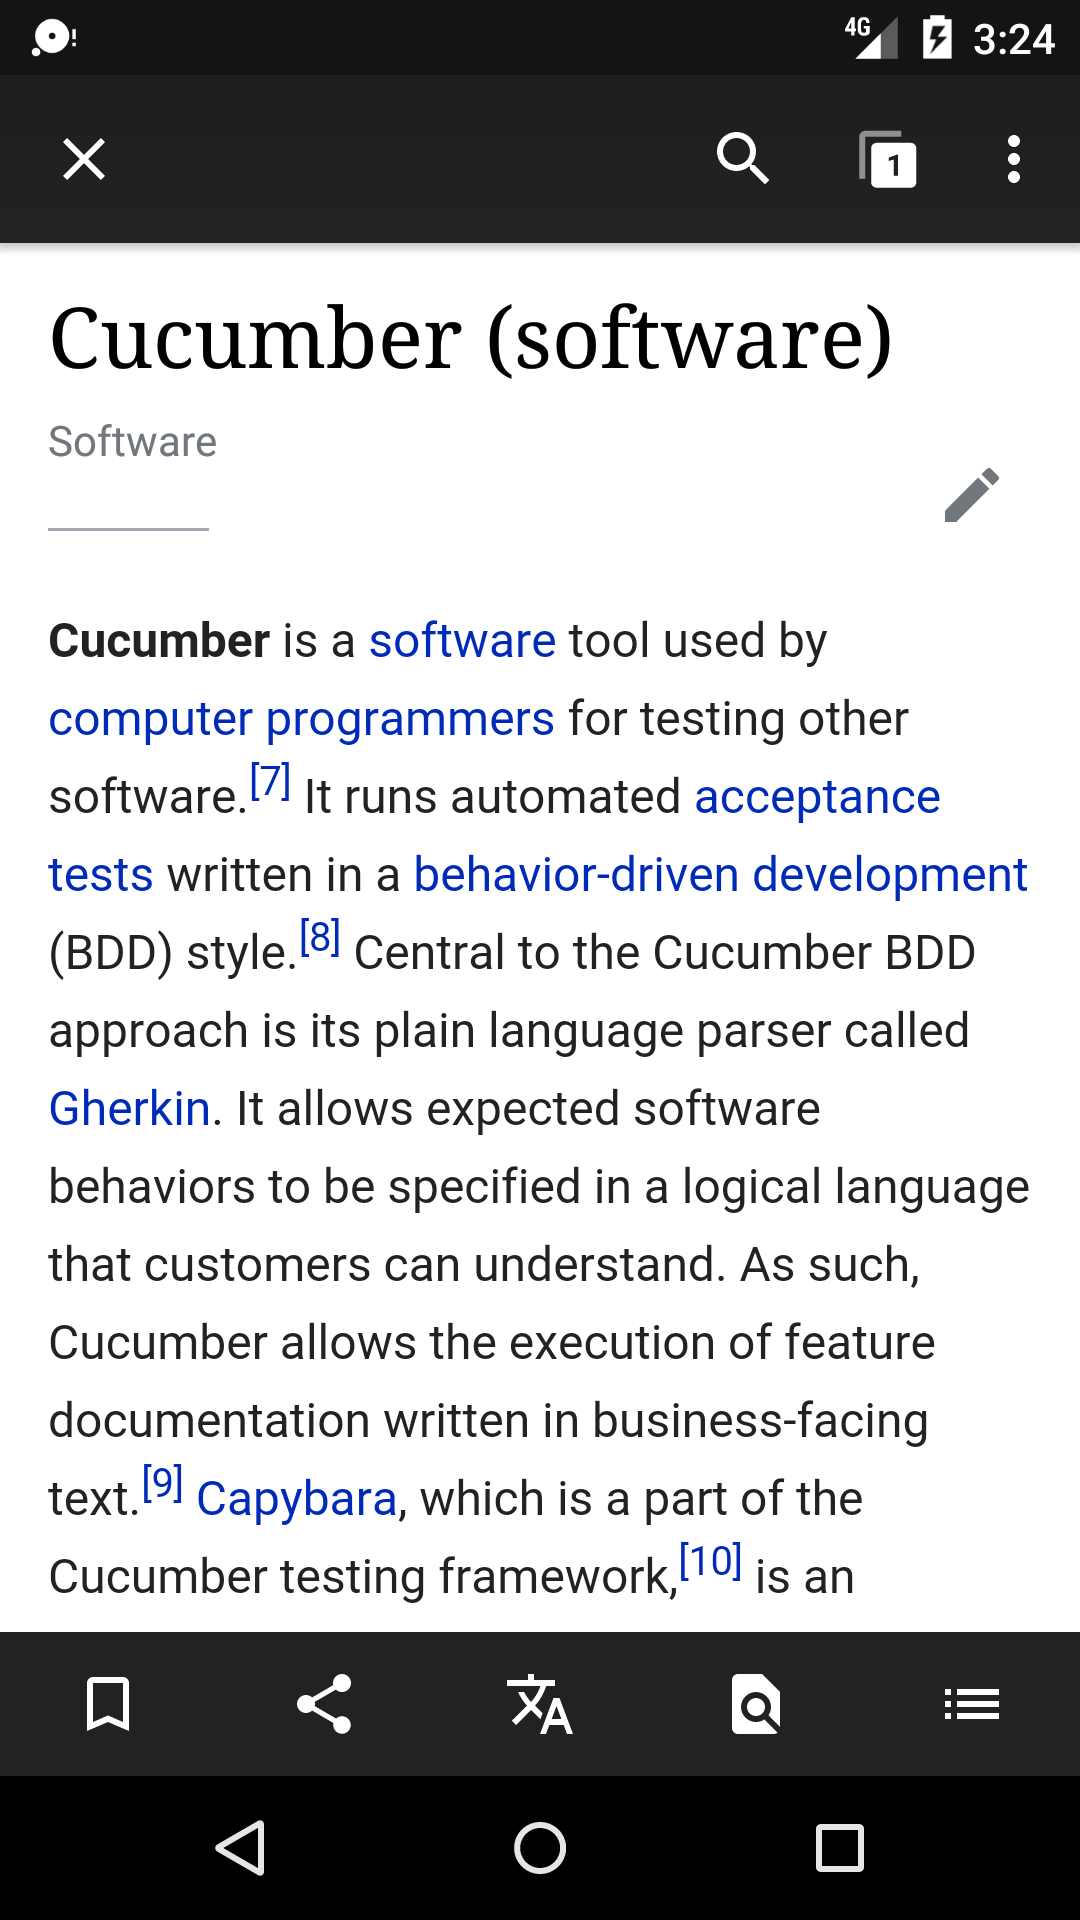 4G 3:24
1
Cucumber (software)
Software
Cucumber is a software tool used by
computer programmers for testing other
software.[7] It runs automated acceptance
tests written in a behavior-driven development
(BDD) style.[8] Central to the Cucumber BDD
approach is its plain language parser called
Gherkin. It allows expected software
behaviors to be specified in a logical language
that customers can understand. As such,
Cucumber allows the execution of feature
documentation written in business-facing
text.[9] Capybara, which is a part of the
Cucumber testing framework,[10] is an